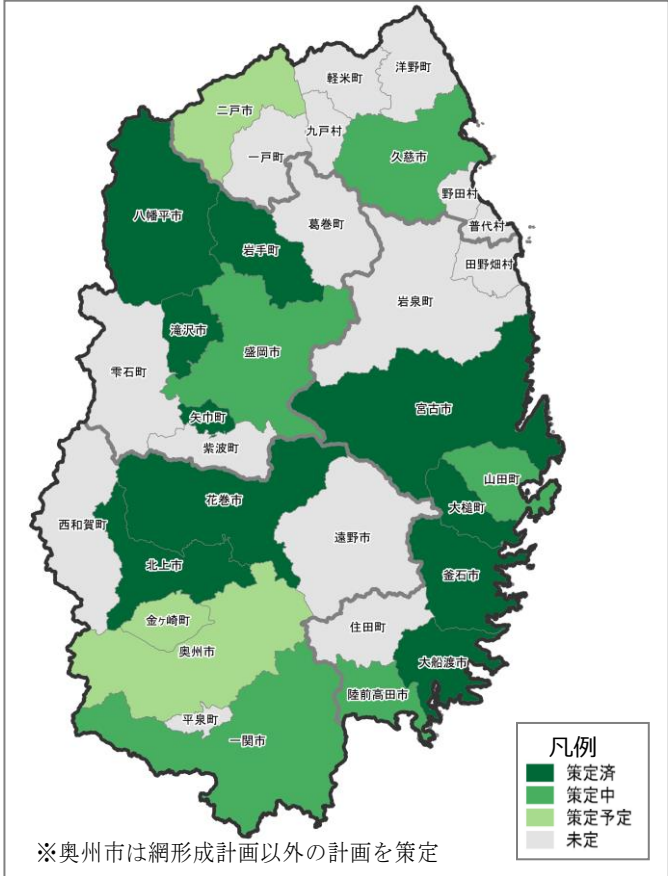 洋野町
軽米町
二戸市
九戸村
一戸町
久慈市
野田村
普代村
田野畑村
葛巻町
八幡平市
岩手町
岩泉町
滝沢市
盛岡市
雫石町
宮古市
矢巾町
紫波町
山田町
大槌町
花巻市
西和賀町
遠野市
北上市
釜石市
金ヶ崎町
住田町
奥州市
大船渡市
陸前高田市
平泉町
一関市
凡例
策定済
策定中
策定予定
未定
※奥州市は網形成計画以外の計画を策定